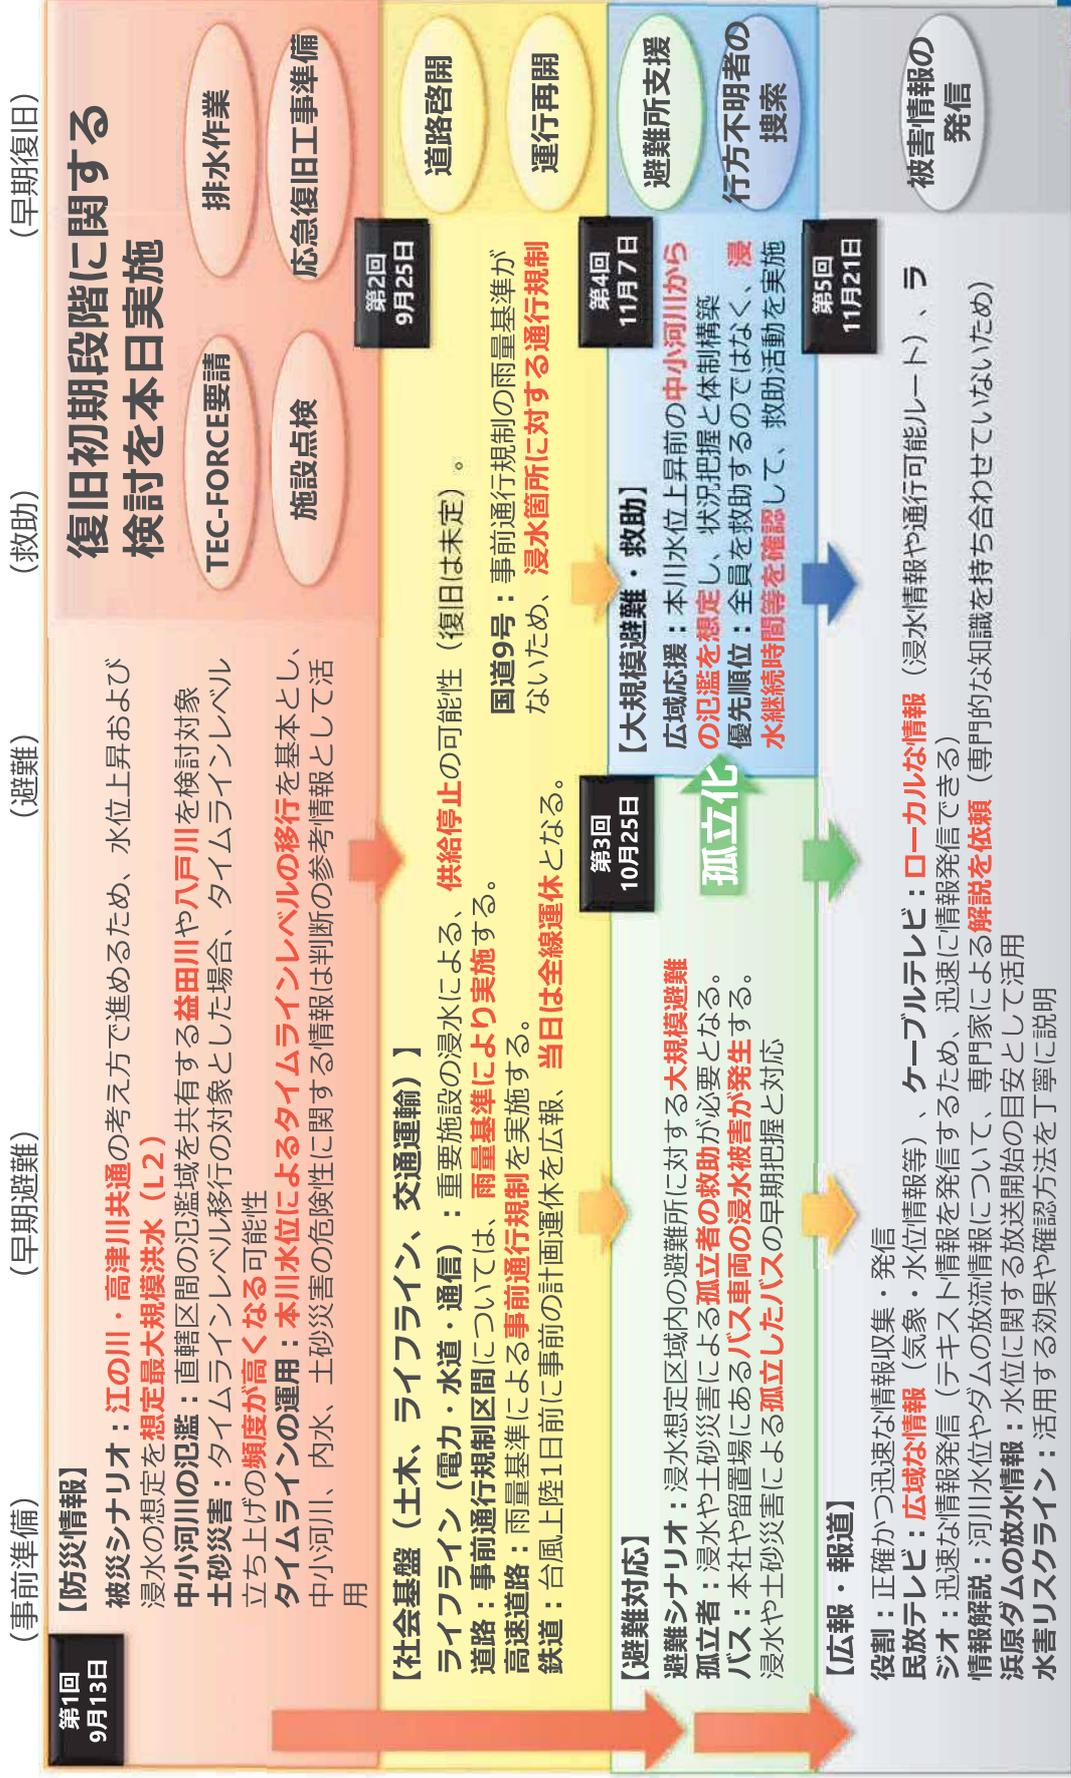 (事前準備)
(早期避難)
(避難)
(救助)
(早期復旧)
第1回
9月13日
【防災情報】
被災シナリオ：江の川・高津川共通の考え方で進めるため、水位上昇および
浸水の想定を想定最大規模洪水（L２）
中小河川の氾濫：直轄区間の氾濫域を共有する益田川や八戸川を検討対象
土砂災害：タイムラインレベル移行の対象とした場合、タイムラインレベル
立ち上げの頻度が高くなる可能性
タイムラインの運用：本川水位によるタイムラインレベルの移行を基本とし、
中小河川、内水、土砂災害の危険性に関する情報は判断の参考情報として活
用
復旧初期段階に関する
検討を本日実施
TEC-FORCE要請
排水作業
施設点検
応急復旧工事準備
第2回
9月25日
【社会基盤（土木、ライフライン、交通運輸）】
ライフライン（電力・水道・通信）：重要施設の浸水による、供給停止の可能性（復旧は未定）。
道路：事前通行規制区間については、雨量基準により実施する。
高速道路：雨量基準による事前通行規制を実施する。
鉄道：台風上陸1日前に事前の計画運休を広報、当日は全線運休となる。
国道9号：事前通行規制の雨量基準が
ないため、浸水箇所に対する通行規制
道路啓開
運行再開
第3回
10月25日
【避難対応】
避難シナリオ：浸水想定区域内の避難所に対する大規模避難
孤立者：浸水や土砂災害による孤立者の救助が必要となる。
バス：本社や留置場にあるバス車両の浸水被害が発生する。
浸水や土砂災害による孤立したバスの早期把握と対応
孤立化
第4回
11月7日
【大規模避難・救助】
広域応援：本川水位上昇前の中小河川から
の氾濫を想定し、状況把握と体制構築
優先順位：全員を救助するのではなく、浸
水継続時間等を確認して、救助活動を実施
避難所支援
行方不明者の
捜索
第5回
11月21日
【広報・報道】
役割：正確かつ迅速な情報収集・発信
民放テレビ：広域な情報（気象・水位情報等）、ケーブルテレビ：ローカルな情報（浸水情報や通行可能ルート）、ラ
ジオ：迅速な情報発信（テキスト情報を発信するため、迅速に情報発信できる）
情報解説：河川水位やダムの放流情報について、専門家による解説を依頼（専門的な知識を持ち合わせていないため）
浜原ダムの放水情報：水位に関する放送開始の目安として活用
水害リスクライン：活用する効果や確認方法を丁寧に説明
被害情報の
発信